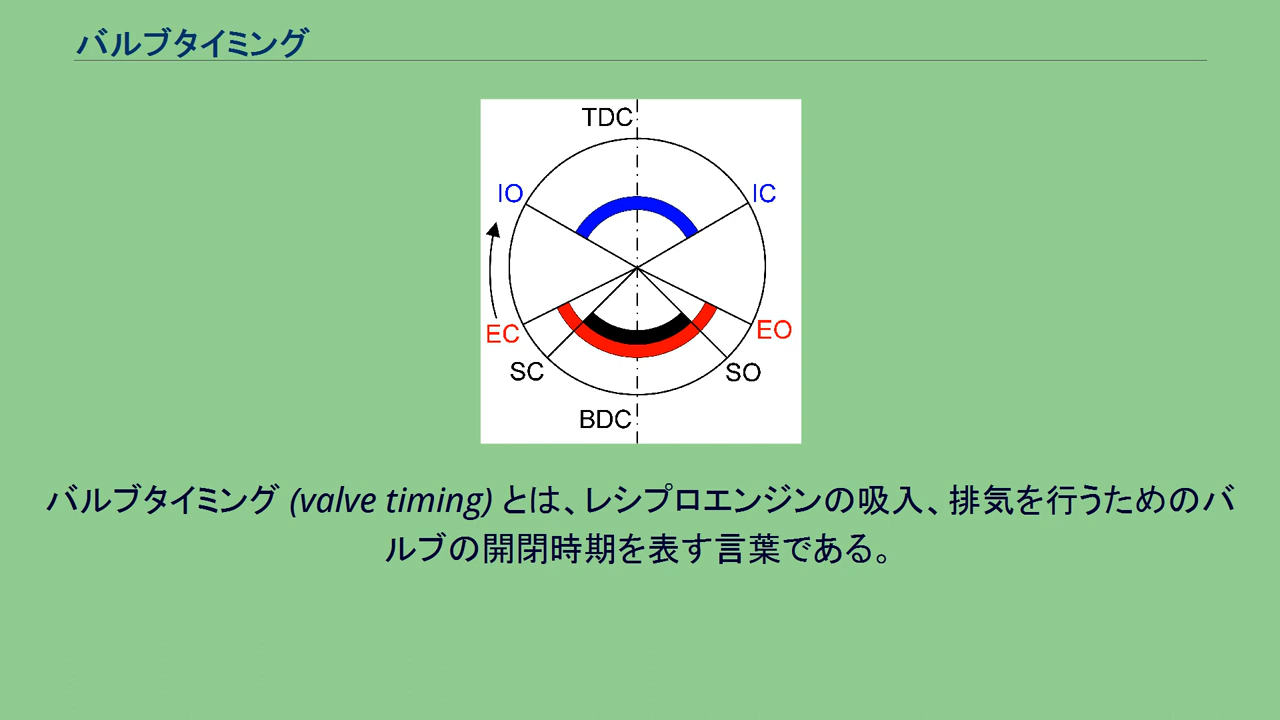 バルブタイミング
TDC
IO
IC
EC
EO
SC
SO
BDC
バルブタイミング (valve timing) とは、レシプロエンジンの吸入、排気を行うためのバ
ルブの開閉時期を表す言葉である。